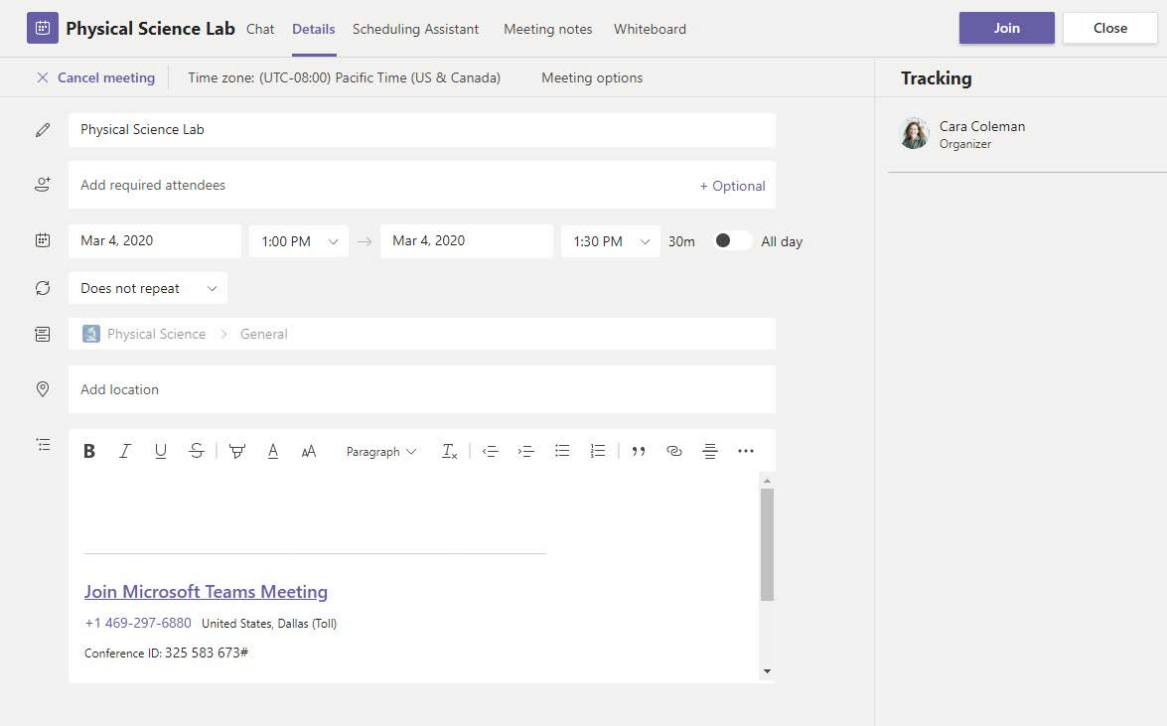 Physical Science Lab Chat Details Scheduling Assistant Meeting notes Whiteboard Join Close
Cancel meeting Time zone: (UTC-08:00) Pacific Time (US & Canada) Meeting options
Tracking
Cara Coleman
Organizer
Physical Science Lab
Add required attendees + Optional
Mar 4, 2020 1:00 PM → Mar 4, 2020 1:30 PM 30m All day
Does not repeat
Physical Science > General
Add location
B I U S A AA Paragraph Tx
Join Microsoft Teams Meeting
+1 469-297-6880 United States, Dallas (Toll)
Conference ID: 325 583 673#